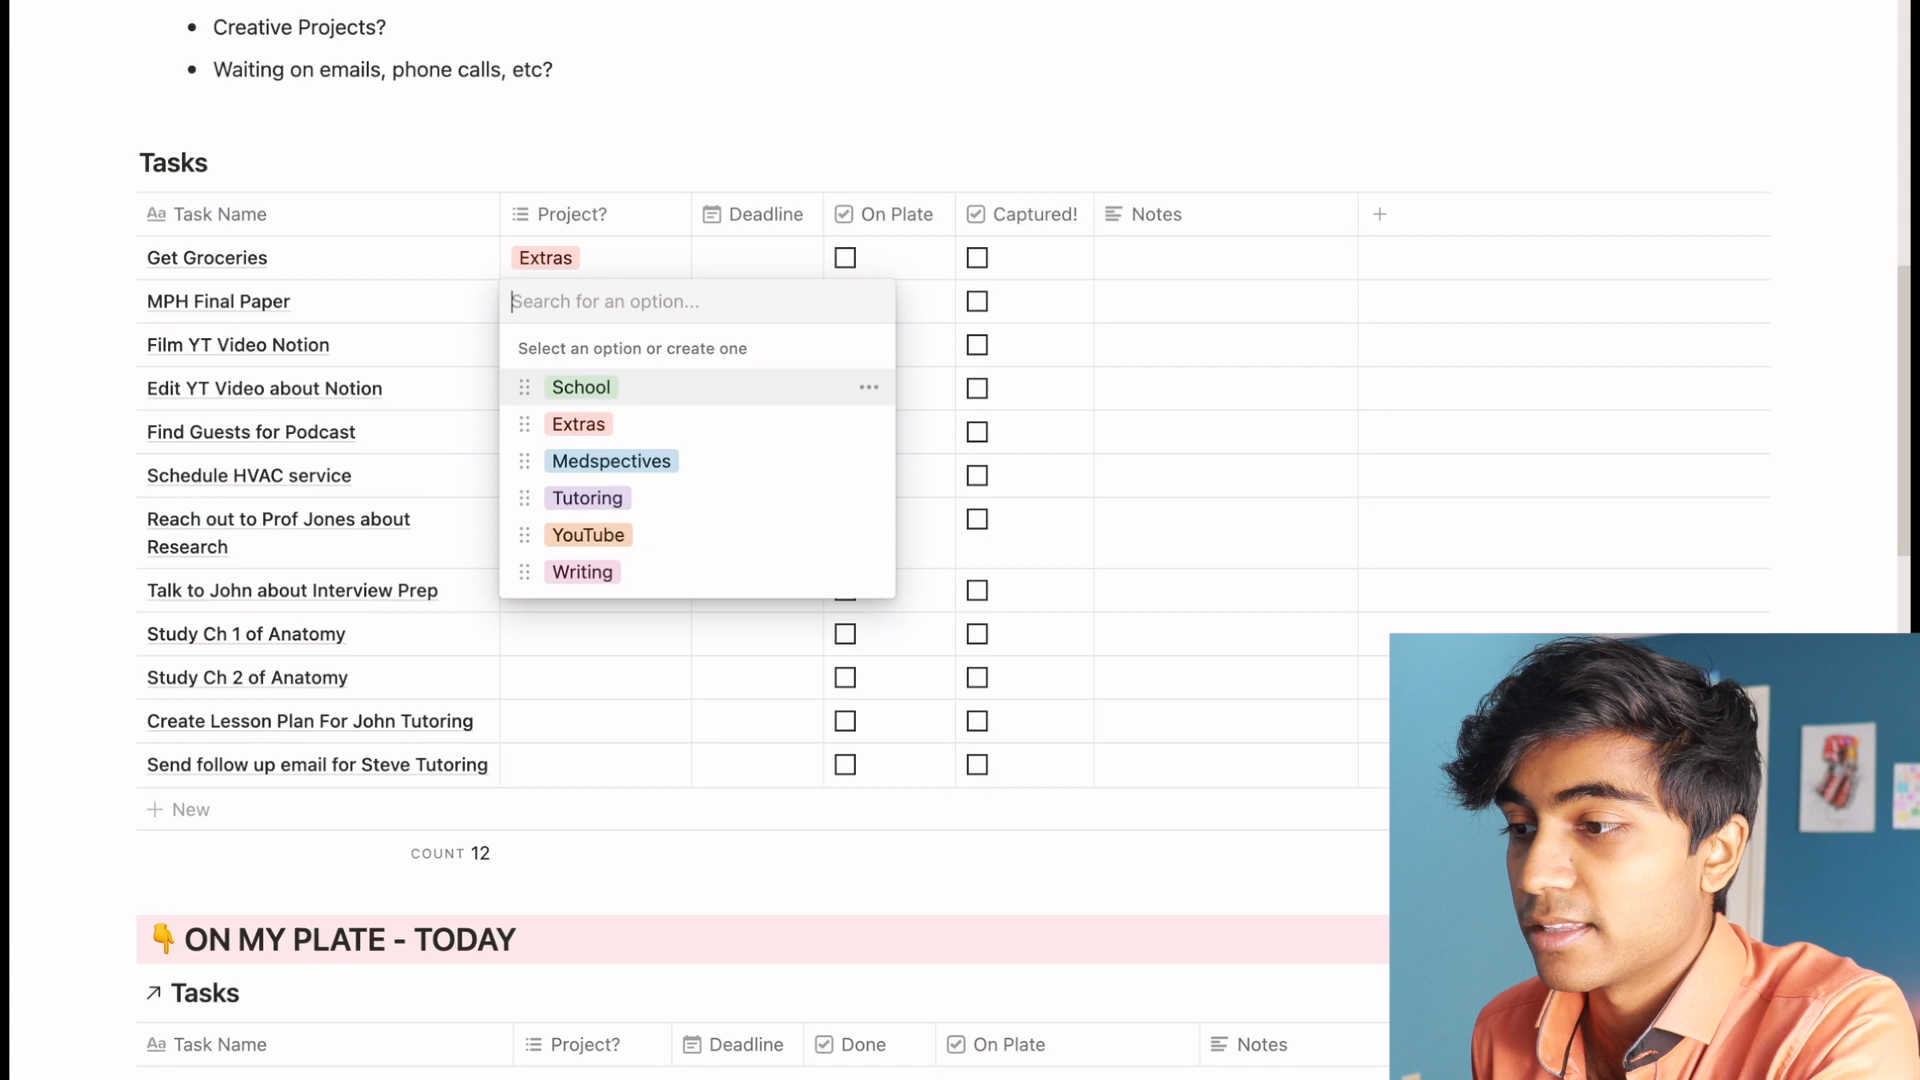 Creative Projects?
Waiting on emails, phone calls, etc?
Tasks
Aa Task Name Project? Deadline On Plate Captured! Notes
Get Groceries Extras
MPH Final Paper
Search for an option...
Film YT Video Notion
Select an option or create one
Edit YT Video about Notion
School
Find Guests for Podcast
Extras
Schedule HVAC service
Medspectives
Reach out to Prof Jones about
Research
Tutoring
YouTube
Writing
Talk to John about Interview Prep
Study Ch 1 of Anatomy
Study Ch 2 of Anatomy
Create Lesson Plan For John Tutoring
Send follow up email for Steve Tutoring
+ New
COUNT 12
👇 ON MY PLATE - TODAY
↗ Tasks
Aa Task Name Project? Deadline Done On Plate Notes